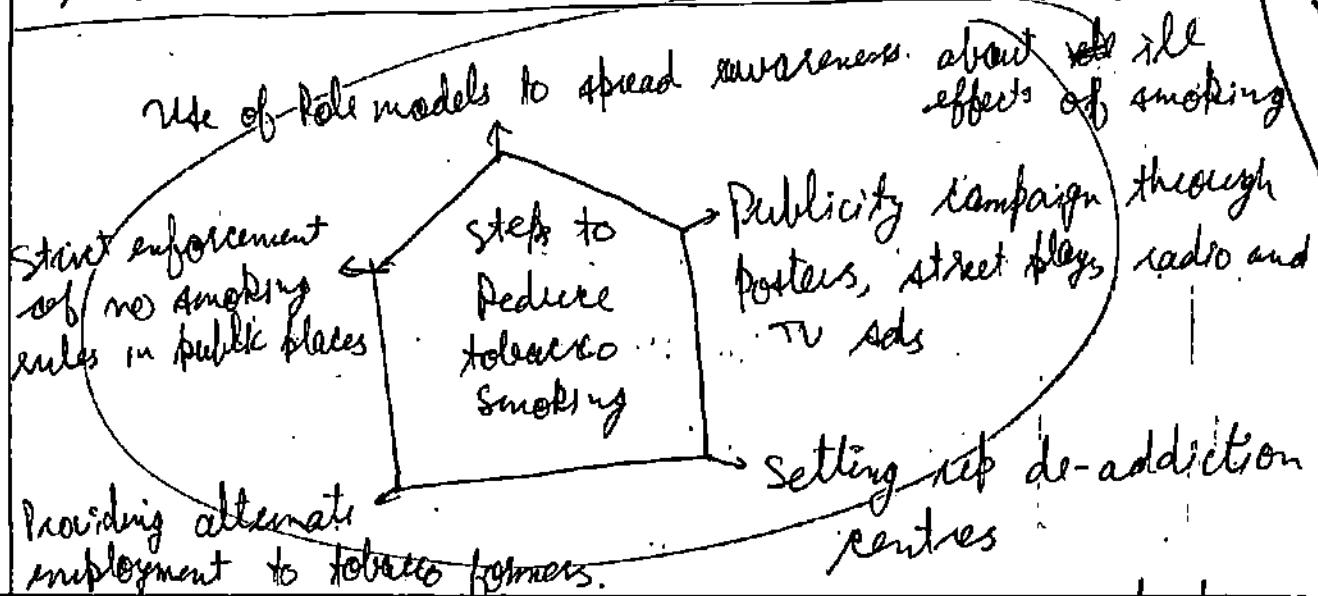 Use of Role models to spread awareness about ill
effects of smoking
Strict enforcement
of no smoking
rules in public places
steps to
Reduce
tobacco
smoking
Publicity campaign through
Posters, street plays, radio and
TV Ads
Providing alternate
employment to tobacco farmers.
Setting up de-addiction
centres